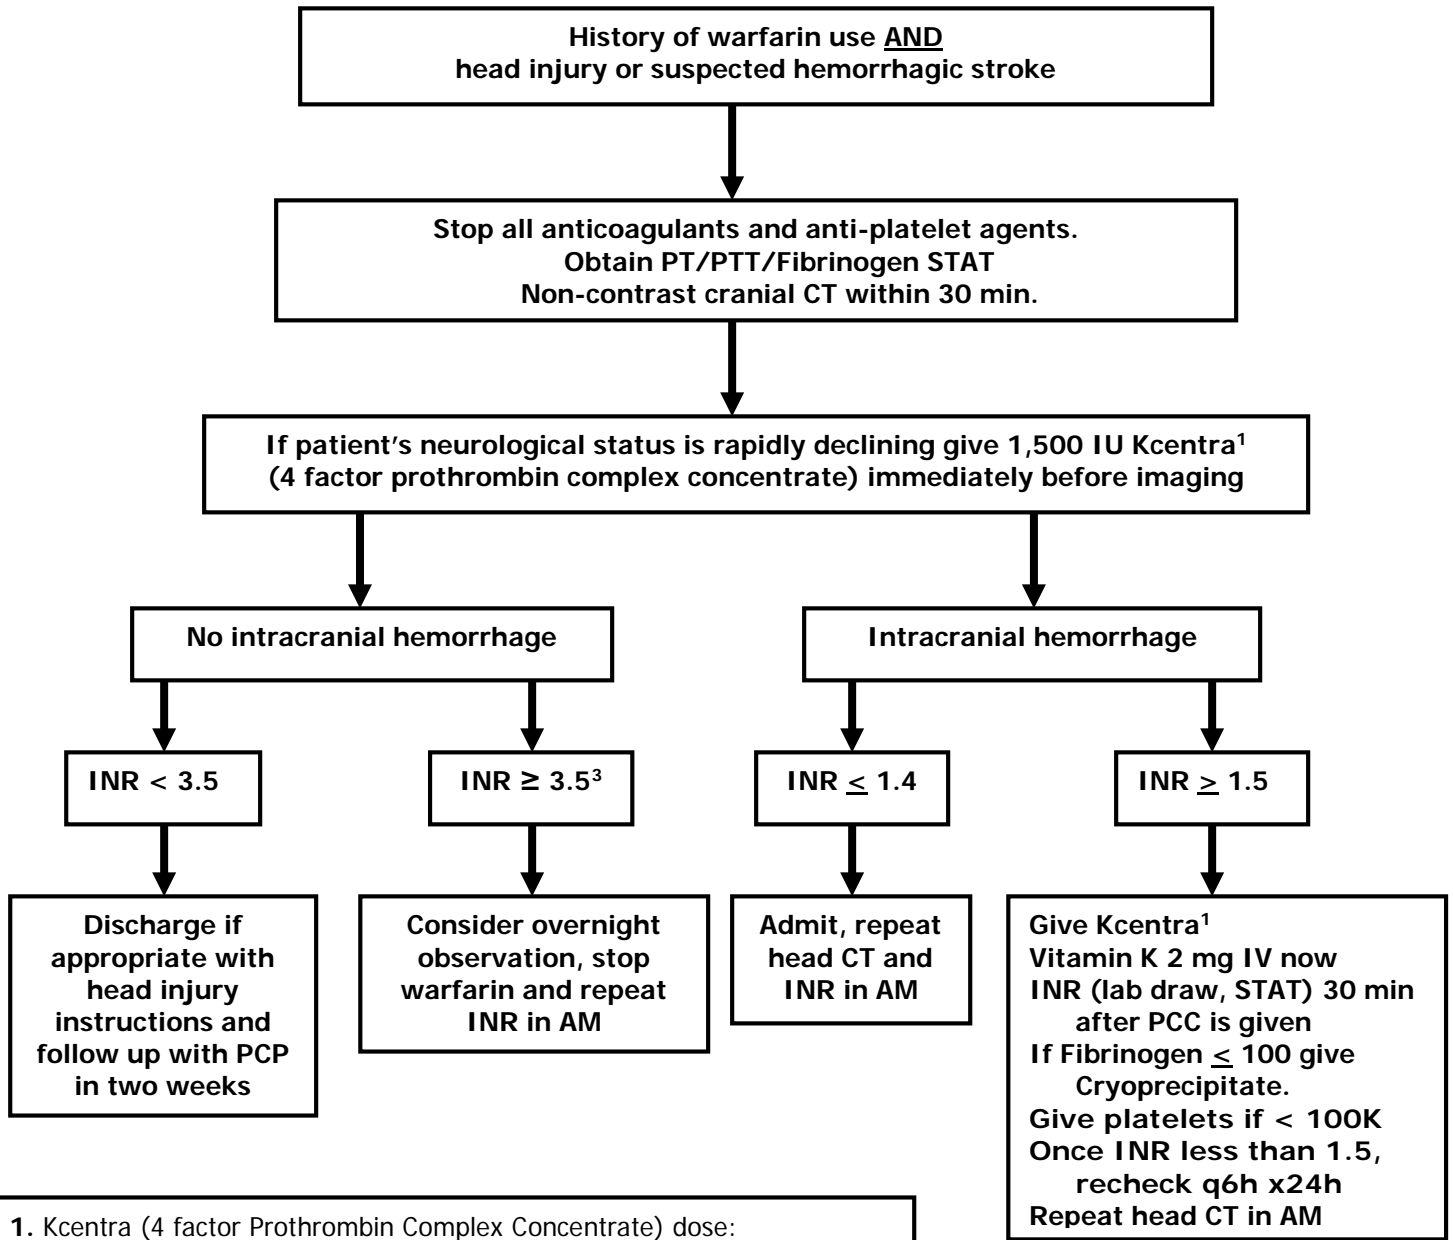 History of warfarin use AND
head injury or suspected hemorrhagic stroke
Stop all anticoagulants and anti-platelet agents.
Obtain PT/PTT/Fibrinogen STAT
Non-contrast cranial CT within 30 min.
If patient's neurological status is rapidly declining give 1,500 IU Kcentra¹
(4 factor prothrombin complex concentrate) immediately before imaging
No intracranial hemorrhage
Intracranial hemorrhage
INR < 3.5
INR ≥ 3.5³
INR ≤ 1.4
INR ≥ 1.5
Discharge if
appropriate with
head injury
instructions and
follow up with PCP
in two weeks
Consider overnight
observation, stop
warfarin and repeat
INR in AM
Admit, repeat
head CT and
INR in AM
Give Kcentra¹
Vitamin K 2 mg IV now
INR (lab draw, STAT) 30 min
after PCC is given
If Fibrinogen ≤ 100 give
Cryoprecipitate.
Give platelets if < 100K
Once INR less than 1.5,
recheck q6h x24h
Repeat head CT in AM
1. Kcentra (4 factor Prothrombin Complex Concentrate) dose: